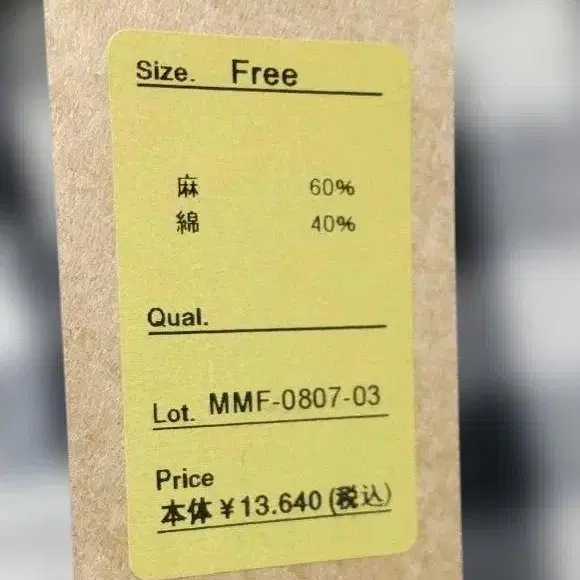 Size. Free
麻 60%
綿 40%
Qual.
Lot. MMF-0807-03
Price
本体¥13.640(税込)